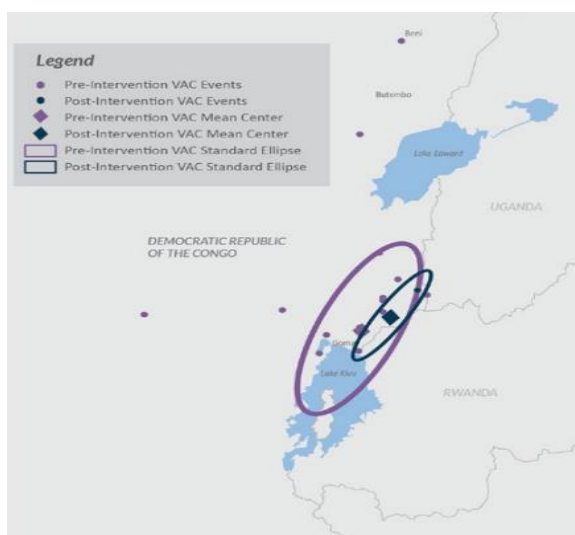 Beni
Legend
Pre-Intervention VAC Events
Post-Intervention VAC Events
Pre-Intervention VAC Mean Center
Post-Intervention VAC Mean Center
Pre-Intervention VAC Standard Ellipse
Post-Intervention VAC Standard Ellipse
Butembo
Lake Edward
UGANDA
DEMOCRATIC REPUBLIC
OF THE CONGO
Goma
Lake Kivu
RWANDA